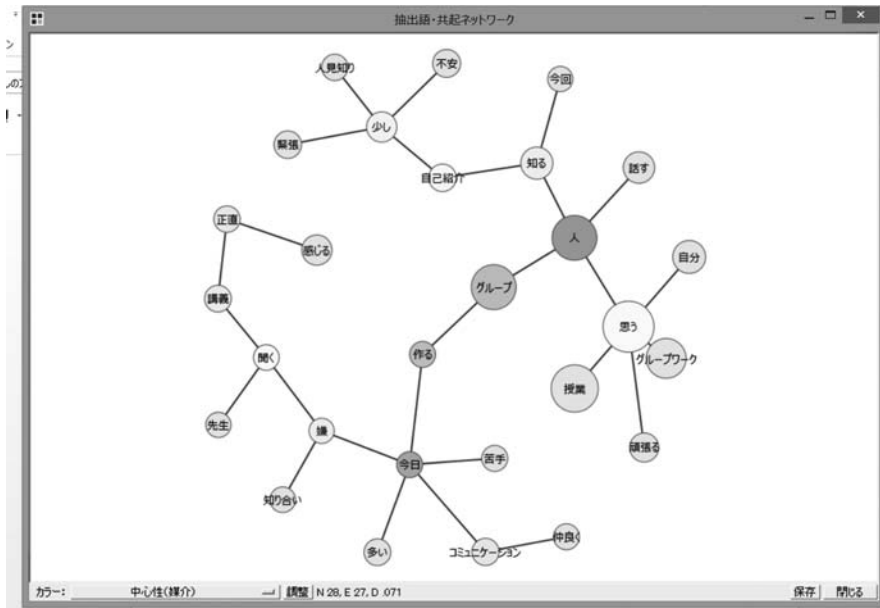 抽出語・共起ネットワーク
人見知り
不安
今回
少し
緊張
知る
話す
自己紹介
正直
人
感じる
自分
グループ
講義
思う
作る
聞く
グループワーク
授業
先生
嫌
頑張る
今日
苦手
知り合い
仲良く
多い
コミュニケーション
カラー: 中心性(媒介) 調整 N 28, E 27, D .071 保存 閉じる